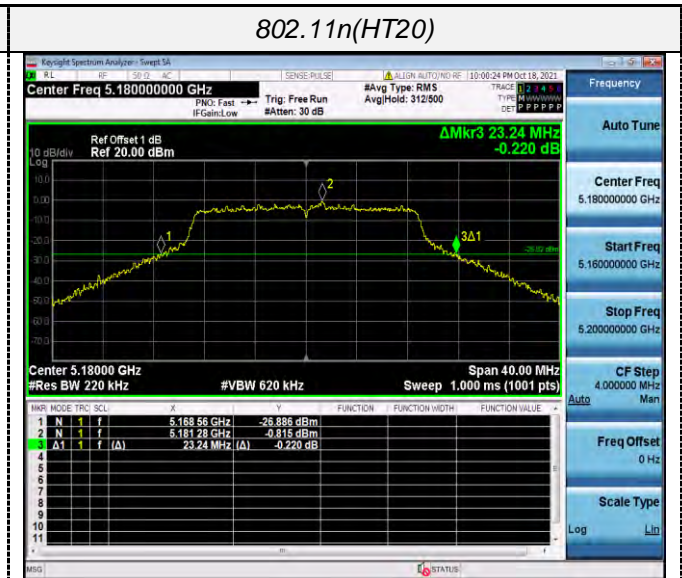 802.11n(HT20)
Keysight Spectrum Analyzer - Swept SA
RL RF 50 Ω AC SENSE:PULSE ALIGN AUTO/NO RF 10:00:24 PM Oct 18, 2021
Center Freq 5.180000000 GHz
PNO: Fast
IFGain:Low
Trig: Free Run
#Atten: 30 dB
#Avg Type: RMS
Avg|Hold: 312/500
TRACE 1 2 3 4 5 6
TYPE M WWWWW
DET P P P P P P
Ref Offset 1 dB
10 dB/div Ref 20.00 dBm
Log
ΔMkr3 23.24 MHz
-0.220 dB
10.0
0.00
-10.0
-20.0
-30.0
-40.0
-50.0
-60.0
-70.0
1
2
3Δ1
Center 5.18000 GHz
Span 40.00 MHz
#Res BW 220 kHz
#VBW 620 kHz
Sweep 1.000 ms (1001 pts)
MKR MODE TRC SCL X Y FUNCTION FUNCTION WIDTH FUNCTION VALUE
1 N 1 f 5.168 56 GHz -26.886 dBm
2 N 1 f 5.181 28 GHz -0.815 dBm
3 Δ1 1 f (Δ) 23.24 MHz (Δ) -0.220 dB
4
5
6
7
8
9
10
11
MSG
STATUS
Frequency
Auto Tune
Center Freq
5.180000000 GHz
Start Freq
5.160000000 GHz
Stop Freq
5.200000000 GHz
CF Step
4.000000 MHz
Auto Man
Freq Offset
0 Hz
Scale Type
Log Lin